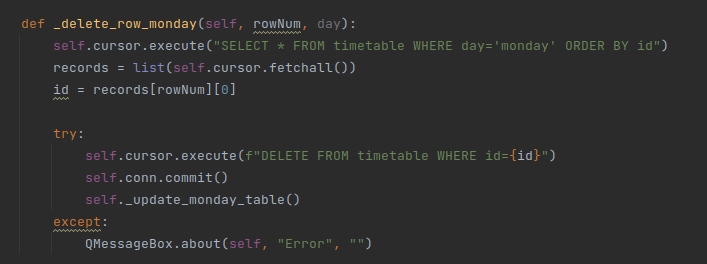 def _delete_row_monday(self, rowNum, day):
    self.cursor.execute("SELECT * FROM timetable WHERE day='monday' ORDER BY id")
    records = list(self.cursor.fetchall())
    id = records[rowNum][0]

    try:
        self.cursor.execute(f"DELETE FROM timetable WHERE id={id}")
        self.conn.commit()
        self._update_monday_table()
    except:
        QMessageBox.about(self, "Error", "")